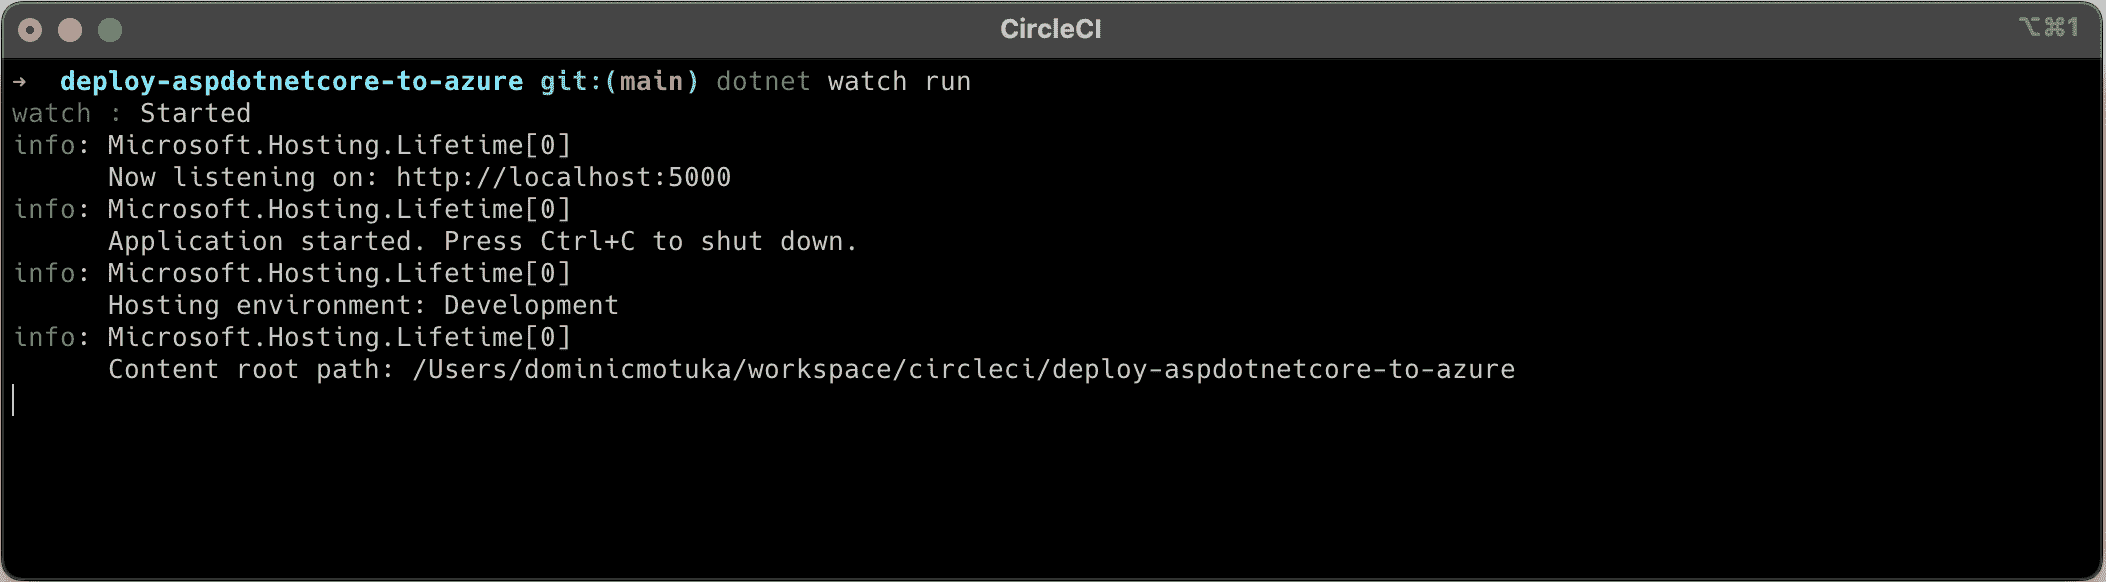 CircleCI ⌥⌘1
→ deploy-aspdotnetcore-to-azure git:(main) dotnet watch run
watch : Started
info: Microsoft.Hosting.Lifetime[0]
Now listening on: http://localhost:5000
info: Microsoft.Hosting.Lifetime[0]
Application started. Press Ctrl+C to shut down.
info: Microsoft.Hosting.Lifetime[0]
Hosting environment: Development
info: Microsoft.Hosting.Lifetime[0]
Content root path: /Users/dominicmotuka/workspace/circleci/deploy-aspdotnetcore-to-azure